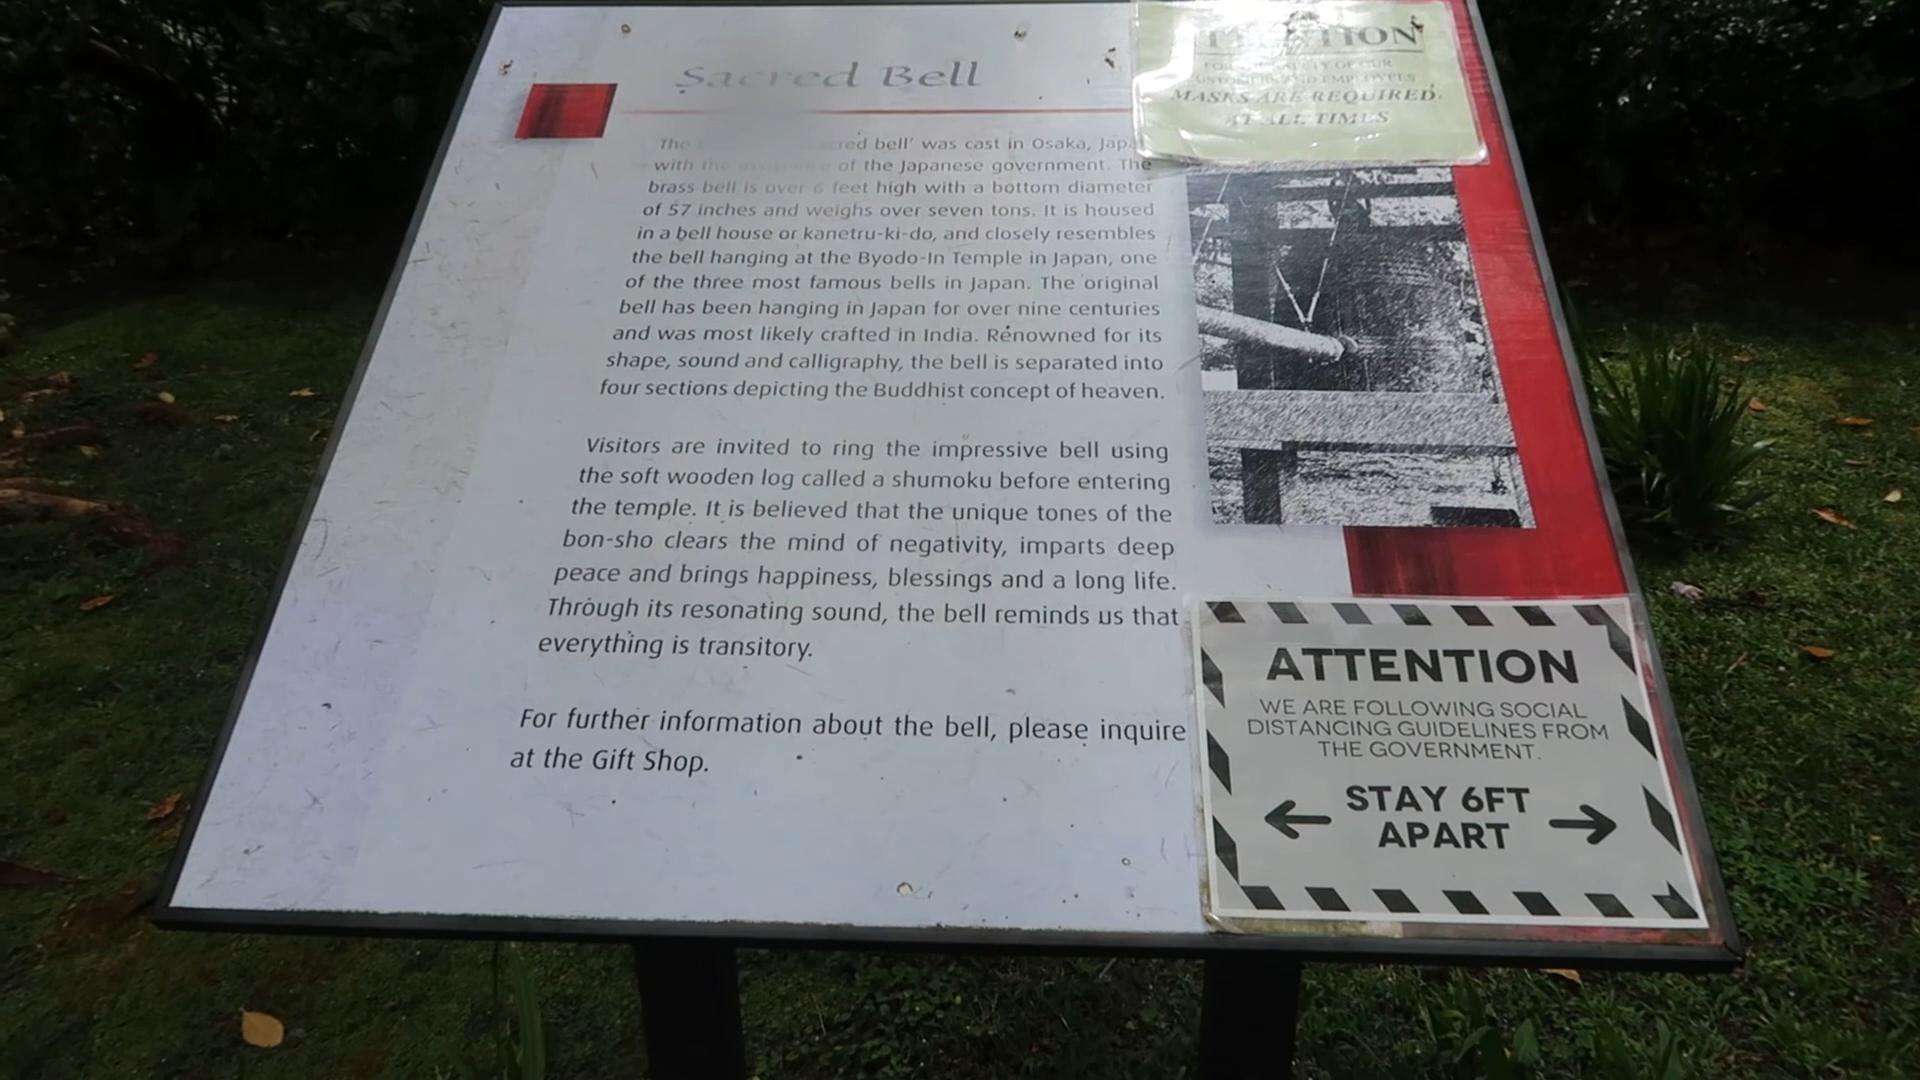 Sacred Bell
The cred bell' was cast in Osaka, Japa
with the of the Japanese government. The
brass bell is over 6 feet high with a bottom diameter
of 57 inches and weighs over seven tons. It is housed
in a bell house or kanetru-ki-do, and closely resembles
the bell hanging at the Byodo-In Temple in Japan, one
of the three most famous bells in Japan. The original
bell has been hanging in Japan for over nine centuries
and was most likely crafted in India. Renowned for its
shape, sound and calligraphy, the bell is separated into
four sections depicting the Buddhist concept of heaven.
Visitors are invited to ring the impressive bell using
the soft wooden log called a shumoku before entering
the temple. It is believed that the unique tones of the
bon-sho clears the mind of negativity, imparts deep
peace and brings happiness, blessings and a long life.
Through its resonating sound, the bell reminds us that
everything is transitory.
For further information about the bell, please inquire
at the Gift Shop.
ATTENTION
FOR OF OUR
CUSTOMERS AND EMPLOYEES
MASKS ARE REQUIRED
AT ALL TIMES
ATTENTION
WE ARE FOLLOWING SOCIAL
DISTANCING GUIDELINES FROM
THE GOVERNMENT.
STAY 6FT
APART